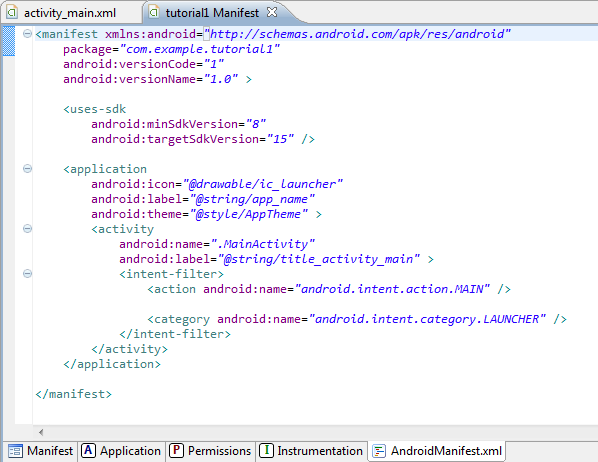 activity_main.xml
tutorial1 Manifest
<manifest xmlns:android="http://schemas.android.com/apk/res/android"
package="com.example.tutorial1"
android:versionCode="1"
android:versionName="1.0" >
<uses-sdk
android:minSdkVersion="8"
android:targetSdkVersion="15" />
<application
android:icon="@drawable/ic_launcher"
android:label="@string/app_name"
android:theme="@style/AppTheme" >
<activity
android:name=".MainActivity"
android:label="@string/title_activity_main" >
<intent-filter>
<action android:name="android.intent.action.MAIN" />
<category android:name="android.intent.category.LAUNCHER" />
</intent-filter>
</activity>
</application>
</manifest>
Manifest
A Application
P Permissions
I Instrumentation
AndroidManifest.xml